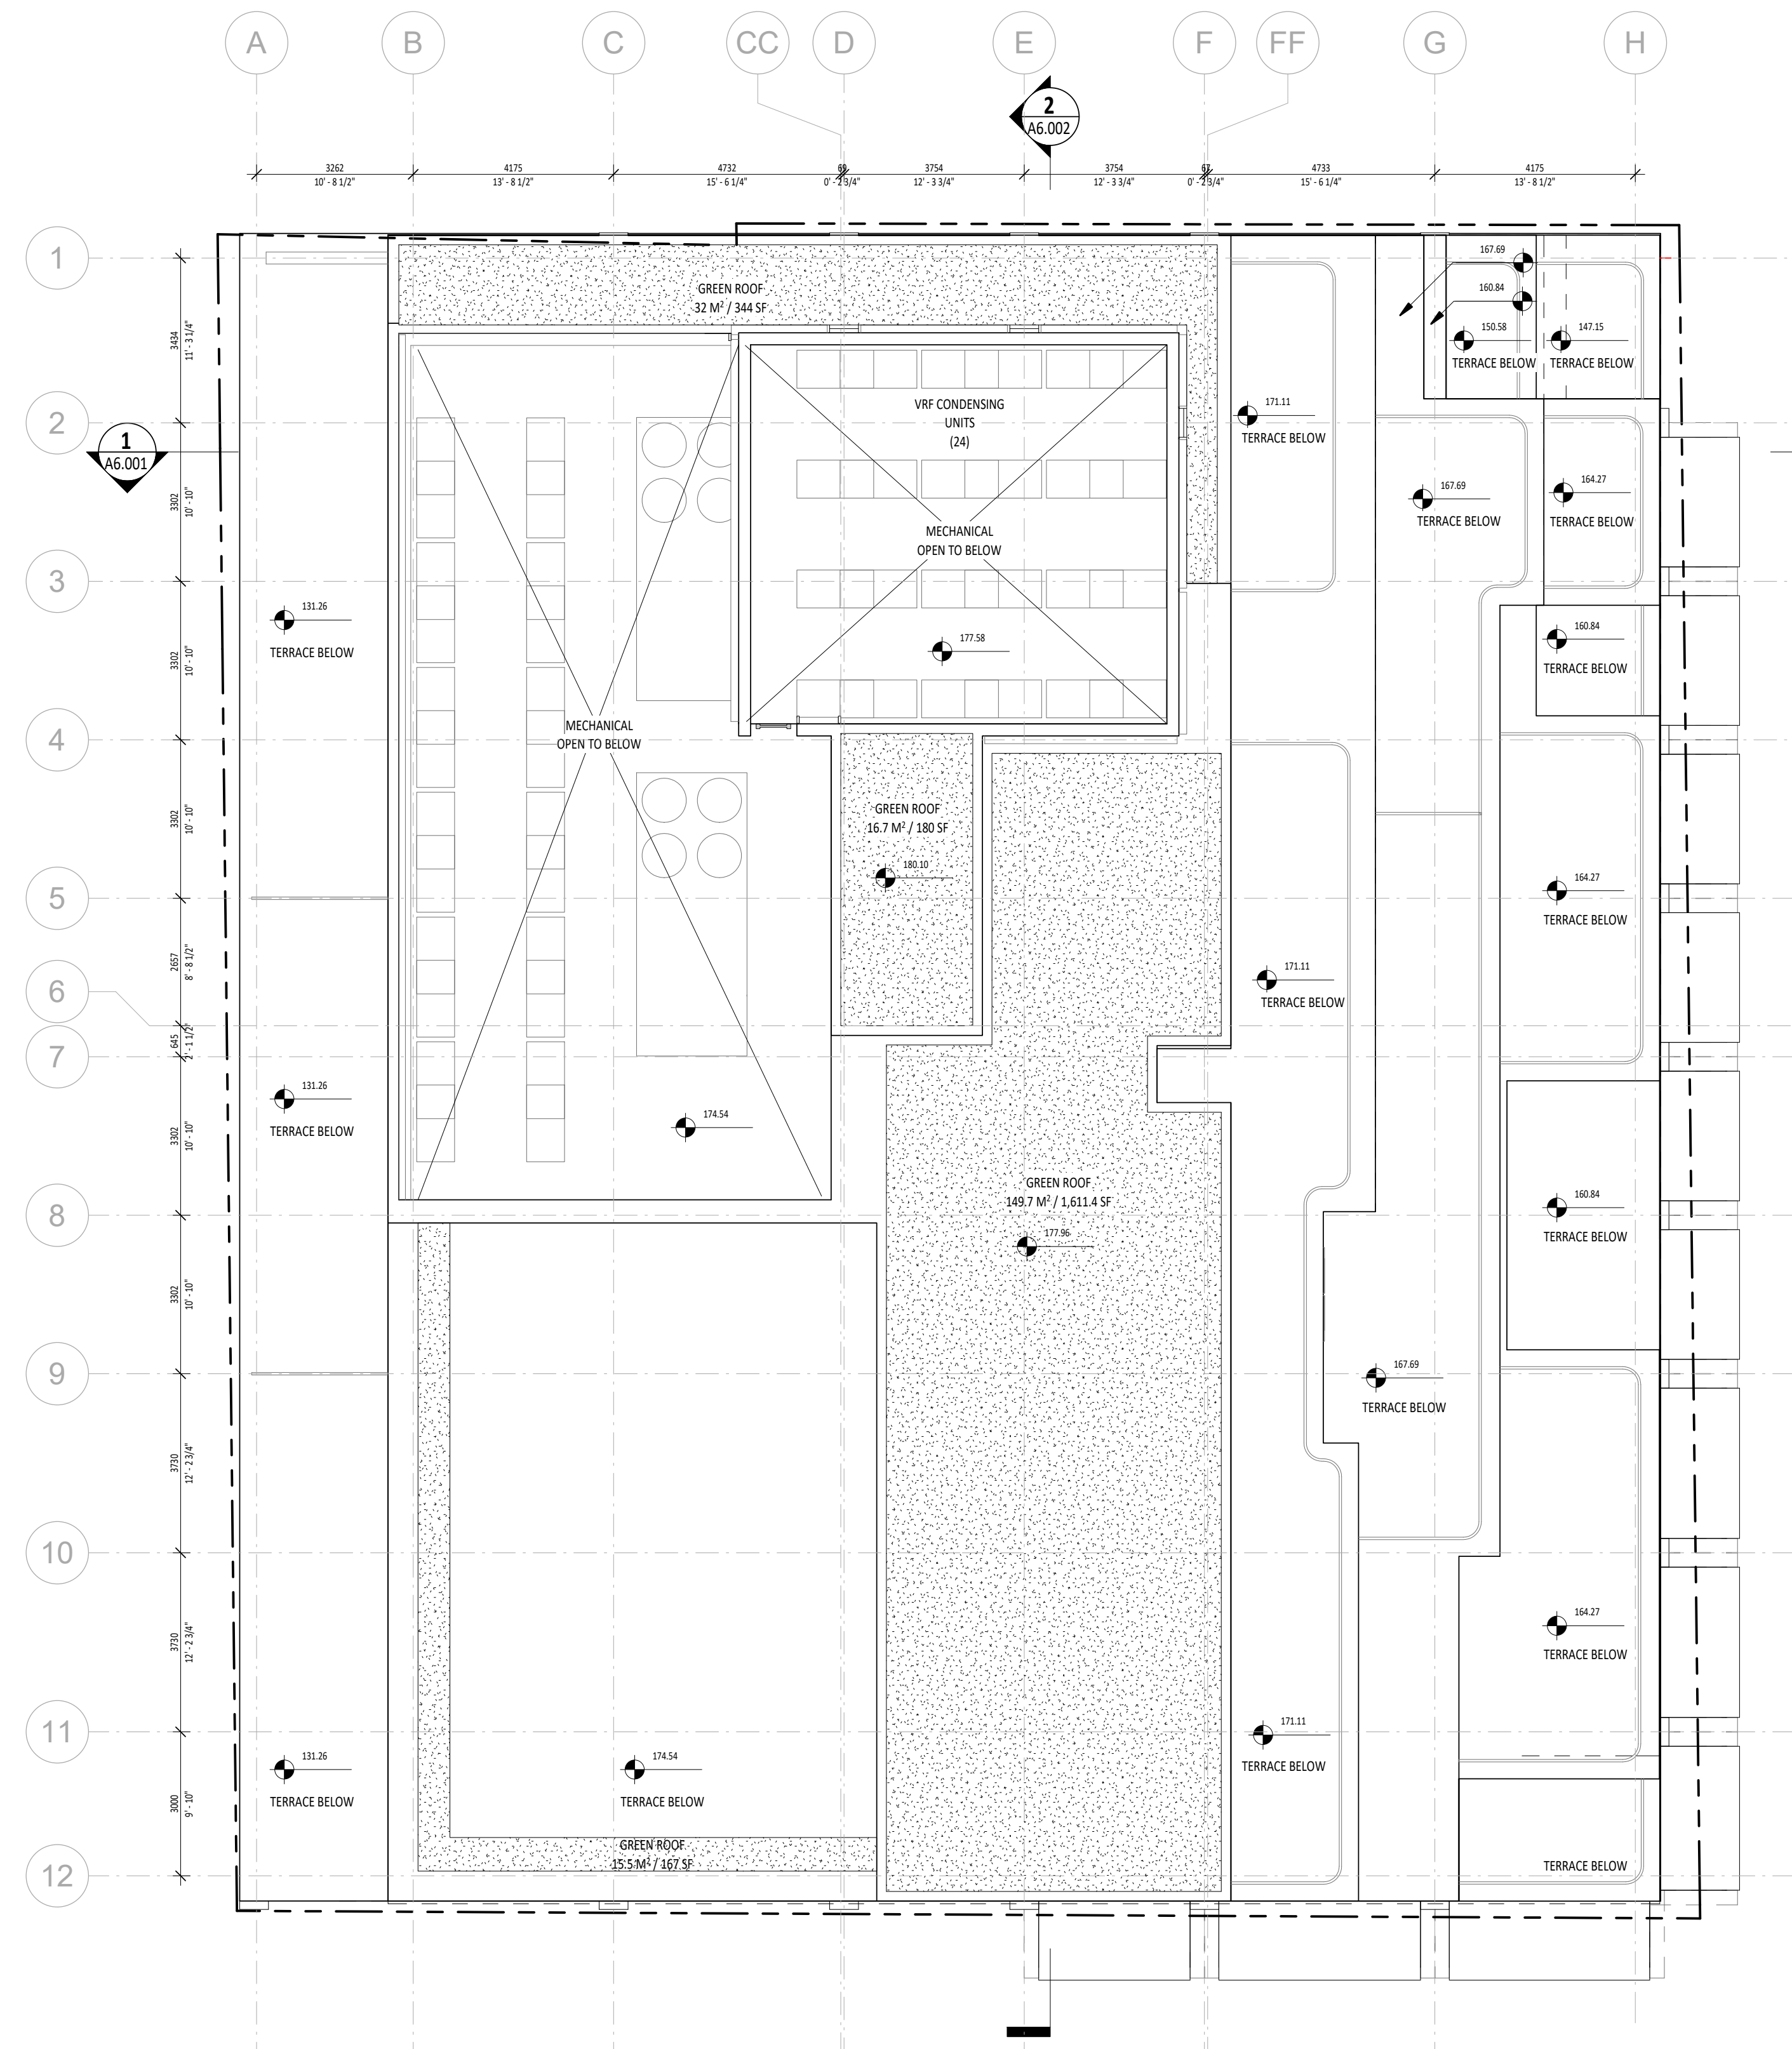 A B C CC D E F FF G H
2
A6.002
3262 4175 4732 69 3754 3754 67 4733 4175
10' - 8 1/2" 13' - 8 1/2" 15' - 6 1/4" 0' - 2 3/4" 12' - 3 3/4" 12' - 3 3/4" 0' - 2 3/4" 15' - 6 1/4" 13' - 8 1/2"
1
2
3
4
5
6
7
8
9
10
11
12
1
A6.001
3434
11' - 3 1/4"
3302
10' - 10"
3302
10' - 10"
3302
10' - 10"
2657
8' - 8 1/2"
645
2' - 1 1/2"
3302
10' - 10"
3302
10' - 10"
3730
12' - 2 3/4"
3730
12' - 2 3/4"
3000
9' - 10"
GREEN ROOF
32 M² / 344 SF
167.69
160.84
150.58
TERRACE BELOW
147.15
TERRACE BELOW
VRF CONDENSING
UNITS
(24)
171.11
TERRACE BELOW
167.69
TERRACE BELOW
164.27
TERRACE BELOW
MECHANICAL
OPEN TO BELOW
131.26
TERRACE BELOW
177.58
160.84
TERRACE BELOW
MECHANICAL
OPEN TO BELOW
GREEN ROOF
16.7 M² / 180 SF
180.10
164.27
TERRACE BELOW
171.11
TERRACE BELOW
131.26
TERRACE BELOW
174.54
GREEN ROOF
149.7 M² / 1,611.4 SF
177.96
160.84
TERRACE BELOW
167.69
TERRACE BELOW
164.27
TERRACE BELOW
131.26
TERRACE BELOW
174.54
TERRACE BELOW
171.11
TERRACE BELOW
GREEN ROOF
15.5 M² / 167 SF
TERRACE BELOW